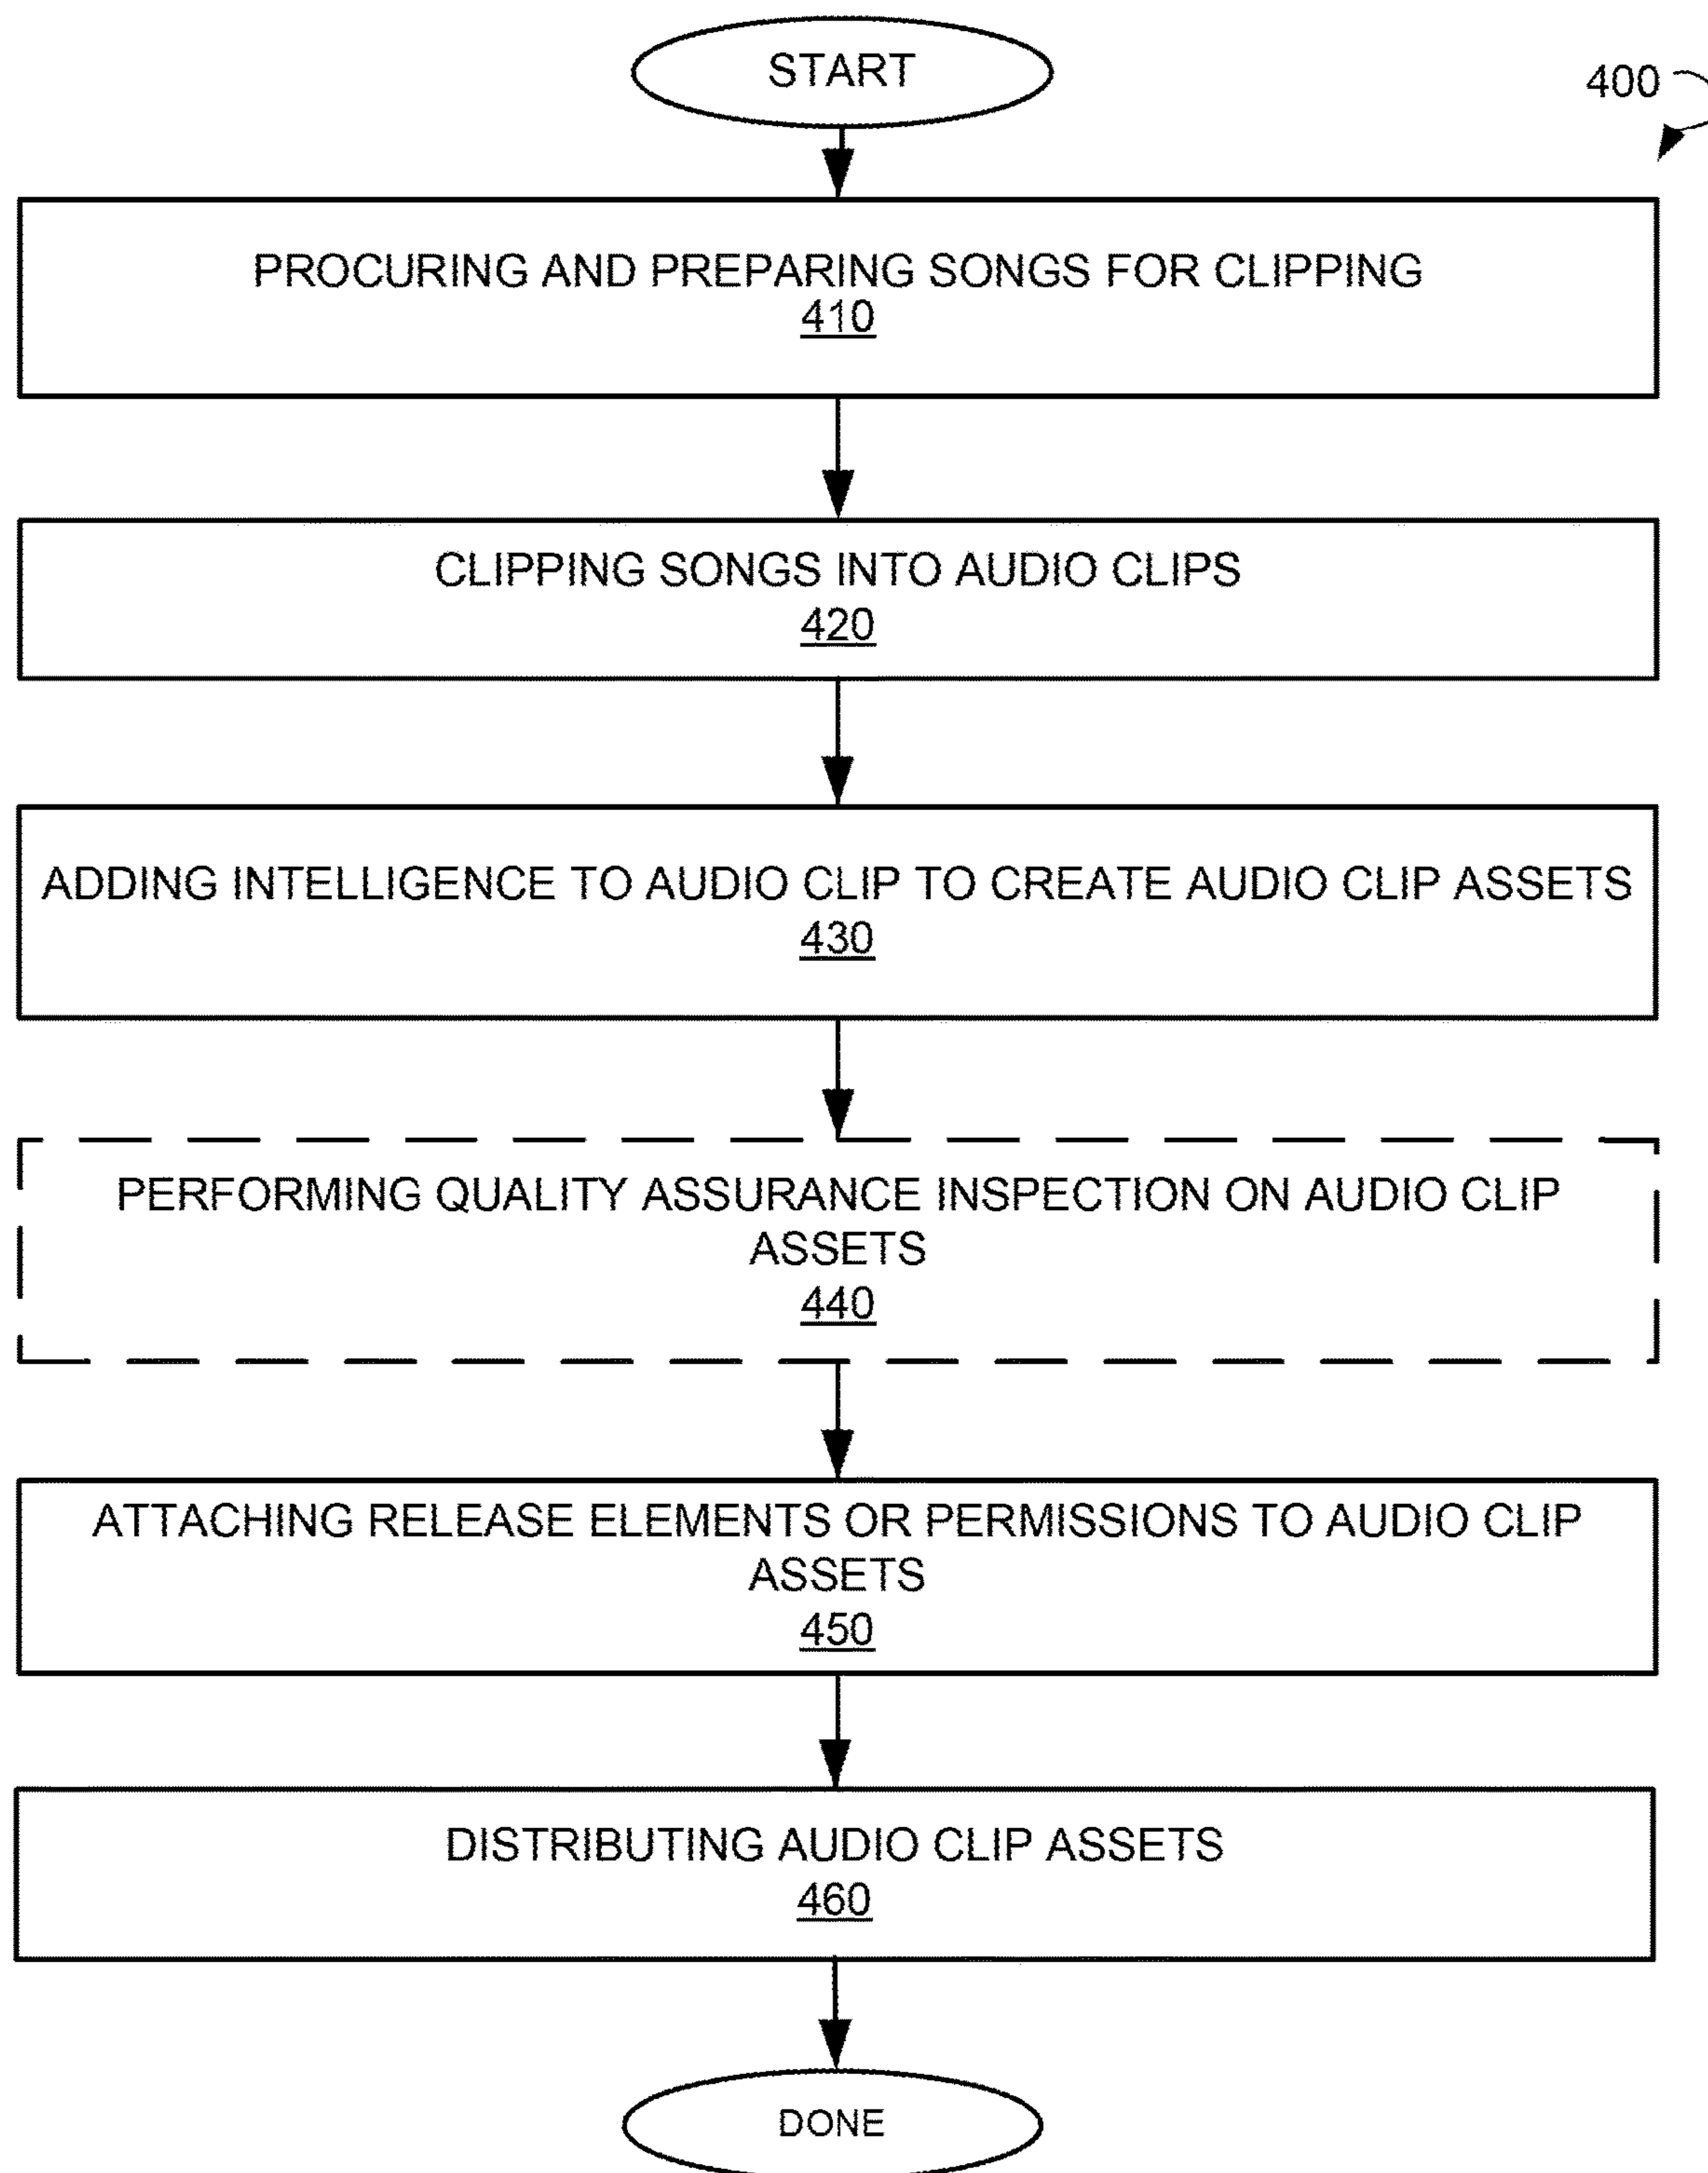 START
400
PROCURING AND PREPARING SONGS FOR CLIPPING
410
CLIPPING SONGS INTO AUDIO CLIPS
420
ADDING INTELLIGENCE TO AUDIO CLIP TO CREATE AUDIO CLIP ASSETS
430
PERFORMING QUALITY ASSURANCE INSPECTION ON AUDIO CLIP
ASSETS
440
ATTACHING RELEASE ELEMENTS OR PERMISSIONS TO AUDIO CLIP
ASSETS
450
DISTRIBUTING AUDIO CLIP ASSETS
460
DONE